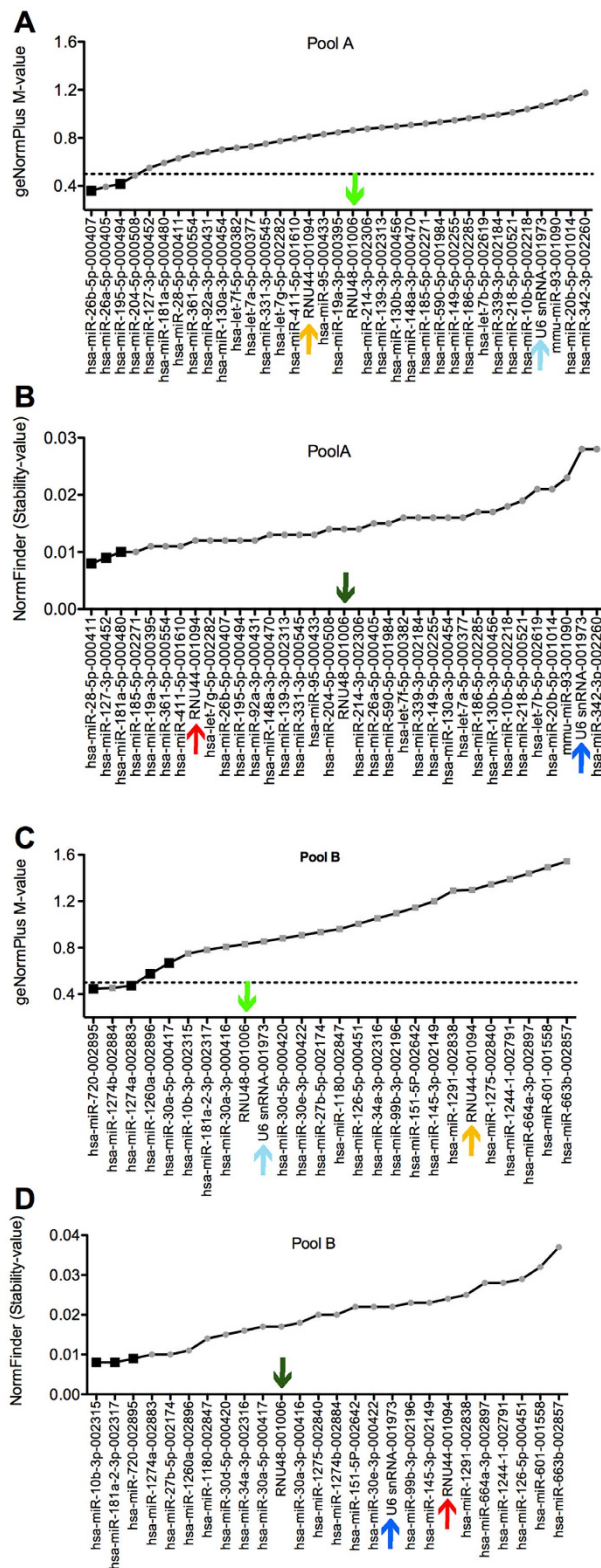 A
Pool A
geNormPlus M-value
1.6
1.2
0.8
0.4
hsa-miR-26b-5p-000407
hsa-miR-26a-000405
hsa-miR-195-000494
hsa-miR-204-5p-000508
hsa-miR-127-3p-000452
hsa-miR-181a-5p-000480
hsa-miR-28-5p-000411
hsa-miR-361-5p-000554
hsa-miR-92a-3p-000431
hsa-miR-130a-3p-000454
hsa-let-7f-5p-000382
hsa-let-7a-5p-000377
hsa-miR-331-3p-000545
hsa-let-7g-5p-002282
hsa-miR-411-5p-001610
RNU44-001094
hsa-miR-95-000433
hsa-miR-19a-3p-000395
RNU48-001006
hsa-miR-214-3p-002306
hsa-miR-139-3p-002313
hsa-miR-130b-3p-000456
hsa-miR-148a-3p-000470
hsa-miR-185-5p-002271
hsa-miR-590-5p-001984
hsa-miR-149-5p-002255
hsa-miR-186-5p-002285
hsa-let-7b-5p-002619
hsa-miR-339-3p-002184
hsa-miR-218-5p-000521
hsa-miR-10b-5p-002218
U6 snRNA-001973
mmu-miR-93-001090
hsa-miR-20b-5p-001014
hsa-miR-342-3p-002260
B
PoolA
NormFinder (Stability-value)
0.03
0.02
0.01
0.00
hsa-miR-28-5p-000411
hsa-miR-127-3p-000452
hsa-miR-181a-5p-000480
hsa-miR-185-5p-002271
hsa-miR-19a-3p-000395
hsa-miR-361-5p-000554
hsa-miR-411-5p-001610
RNU44-001094
hsa-let-7g-5p-002282
hsa-miR-26b-5p-000407
hsa-miR-195-5p-000494
hsa-miR-92a-3p-000431
hsa-miR-148a-3p-000470
hsa-miR-139-3p-002313
hsa-miR-331-3p-000545
hsa-miR-95-000433
hsa-miR-204-5p-000508
RNU48-001006
hsa-miR-214-3p-002306
hsa-miR-26a-5p-000405
hsa-miR-590-5p-001984
hsa-let-7f-5p-000382
hsa-miR-339-3p-002184
hsa-miR-149-5p-002255
hsa-miR-130a-3p-000454
hsa-let-7a-5p-000377
hsa-miR-186-5p-002285
hsa-miR-130b-3p-000456
hsa-miR-10b-5p-002218
hsa-miR-218-5p-000521
hsa-let-7b-5p-002619
hsa-miR-20b-5p-001014
mmu-miR-93-001090
U6 snRNA-001973
hsa-miR-342-3p-002260
C
Pool B
geNormPlus M-value
1.6
1.2
0.8
0.4
hsa-miR-720-002895
hsa-miR-1274b-002884
hsa-miR-1274a-002883
hsa-miR-1260a-002896
hsa-miR-30a-5p-000417
hsa-miR-10b-3p-002315
hsa-miR-181a-2-3p-002317
hsa-miR-30a-3p-000416
RNU48-001006
U6 snRNA-001973
hsa-miR-30d-5p-000420
hsa-miR-30e-3p-000422
hsa-miR-27b-5p-002174
hsa-miR-1180-002847
hsa-miR-126-5p-000451
hsa-miR-34a-3p-002316
hsa-miR-99b-3p-002196
hsa-miR-151-5P-002642
hsa-miR-145-3p-002149
hsa-miR-1291-002838
RNU44-001094
hsa-miR-1275-002840
hsa-miR-1244-1-002791
hsa-miR-664a-3p-002897
hsa-miR-601-001558
hsa-miR-663b-002857
D
Pool B
NormFinder (Stability-value)
0.04
0.03
0.02
0.01
0.00
hsa-miR-10b-3p-002315
hsa-miR-181a-2-3p-002317
hsa-miR-720-002895
hsa-miR-1274a-002883
hsa-miR-27b-5p-002174
hsa-miR-1260a-002896
hsa-miR-1180-002847
hsa-miR-30d-5p-000420
hsa-miR-34a-3p-002316
hsa-miR-30a-5p-000417
RNU48-001006
hsa-miR-30a-3p-000416
hsa-miR-1275-002840
hsa-miR-1274b-002884
hsa-miR-151-5P-002642
hsa-miR-30e-3p-000422
U6 snRNA-001973
hsa-miR-99b-3p-002196
hsa-miR-145-3p-002149
RNU44-001094
hsa-miR-1291-002838
hsa-miR-664a-3p-002897
hsa-miR-1244-1-002791
hsa-miR-126-5p-000451
hsa-miR-601-001558
hsa-miR-663b-002857